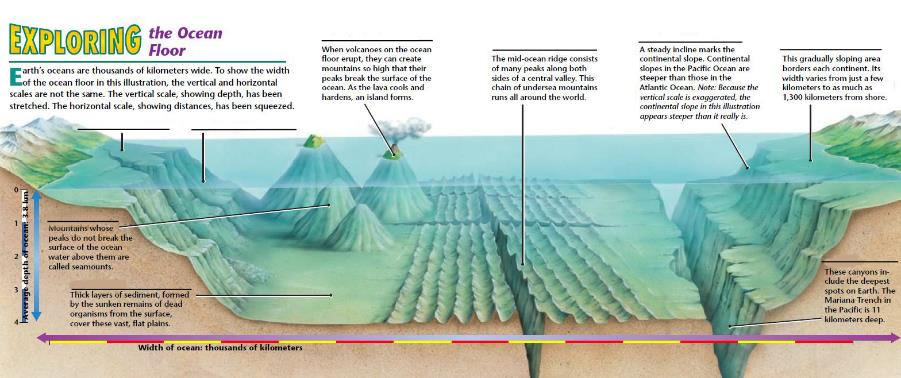 EXPLORING the Ocean
Floor
Earth's oceans are thousands of kilometers wide. To show the width
of the ocean floor in this illustration, the vertical and horizontal
scales are not the same. The vertical scale, showing depth, has been
stretched. The horizontal scale, showing distances, has been squeezed.
When volcanoes on the ocean
floor erupt, they can create
mountains so high that their
peaks break the surface of the
ocean. As the lava cools and
hardens, an island forms.
The mid-ocean ridge consists
of many peaks along both
sides of a central valley. This
chain of undersea mountains
runs all around the world.
A steady incline marks the
continental slope. Continental
slopes in the Pacific Ocean are
steeper than those in the
Atlantic Ocean. Note: Because the
vertical scale is exaggerated, the
continental slope in this illustration
appears steeper than it really is.
This gradually sloping area
borders each continent. Its
width varies from just a few
kilometers to as much as
1,300 kilometers from shore.
0
1
2
3
4
Average depth of ocean: 3.8 km
Mountains whose
peaks do not break the
surface of the ocean
water above them are
called seamounts.
Thick layers of sediment, formed
by the sunken remains of dead
organisms from the surface,
cover these vast, flat plains.
These canyons in-
clude the deepest
spots on Earth. The
Mariana Trench in
the Pacific is 11
kilometers deep.
Width of ocean: thousands of kilometers